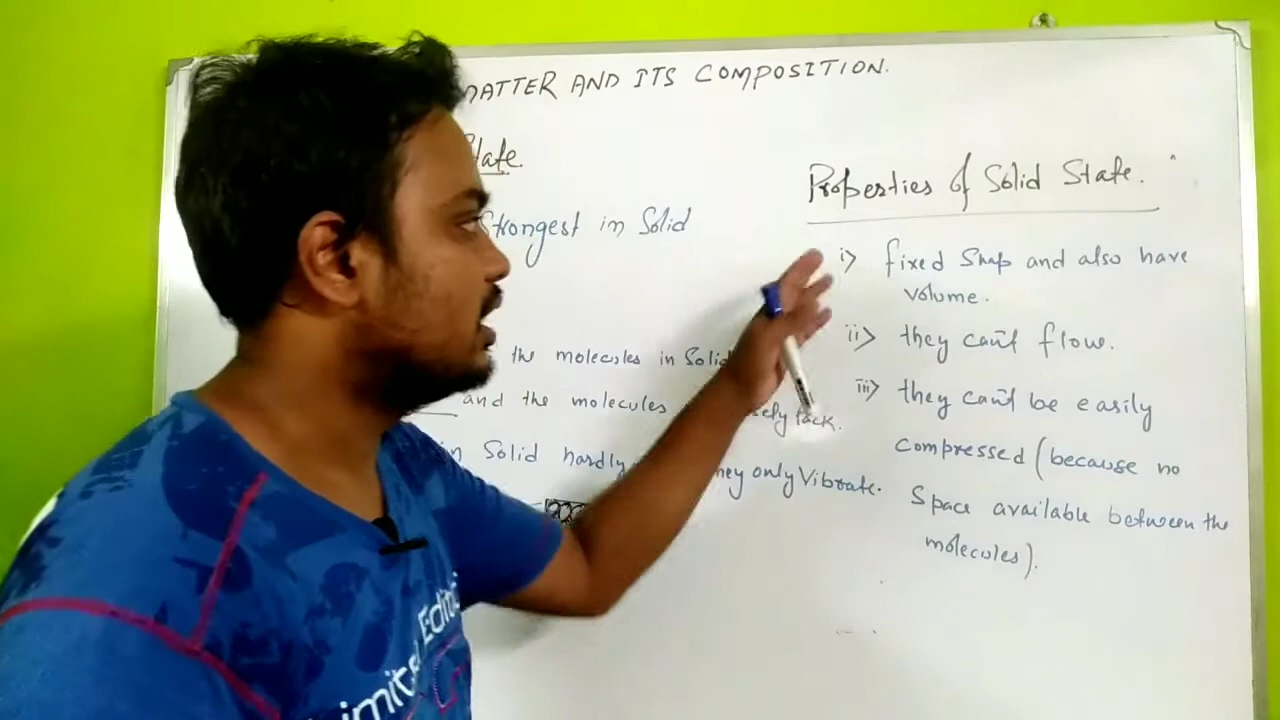 MATTER AND ITS COMPOSITION.
State.
Strongest in Solid
the molecules in Solid
and the molecules
in Solid hardly
they only Vibrate.
Properties of Solid State.
i> fixed Shap and also have
volume.
ii> they can't flow.
iii> they can't be easily
compressed (because no
Space available between the
molecules).
Limited Editi